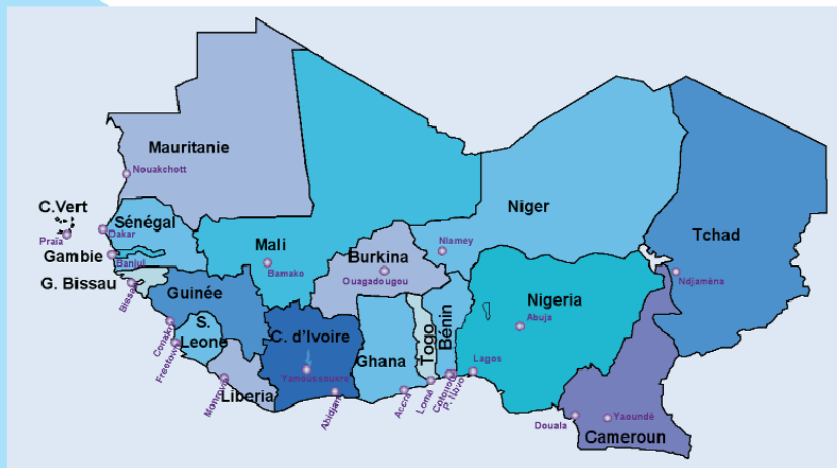 Mauritanie
Nouakchott
C.Vert
Praïa
Sénégal
Dakar
Gambie
Banjul
G. Bissau
Bissau
Guinée
Conakry
S.
Leone
Freetown
Liberia
Monrovia
Mali
Bamako
Burkina
Ouagadougou
C. d'Ivoire
Yamoussoukro
Abidjan
Ghana
Accra
Togo
Lomé
Bénin
Cotonou
P. Novo
Niger
Niamey
Nigeria
Abuja
Lagos
Tchad
Ndjamèna
Cameroun
Douala
Yaoundé